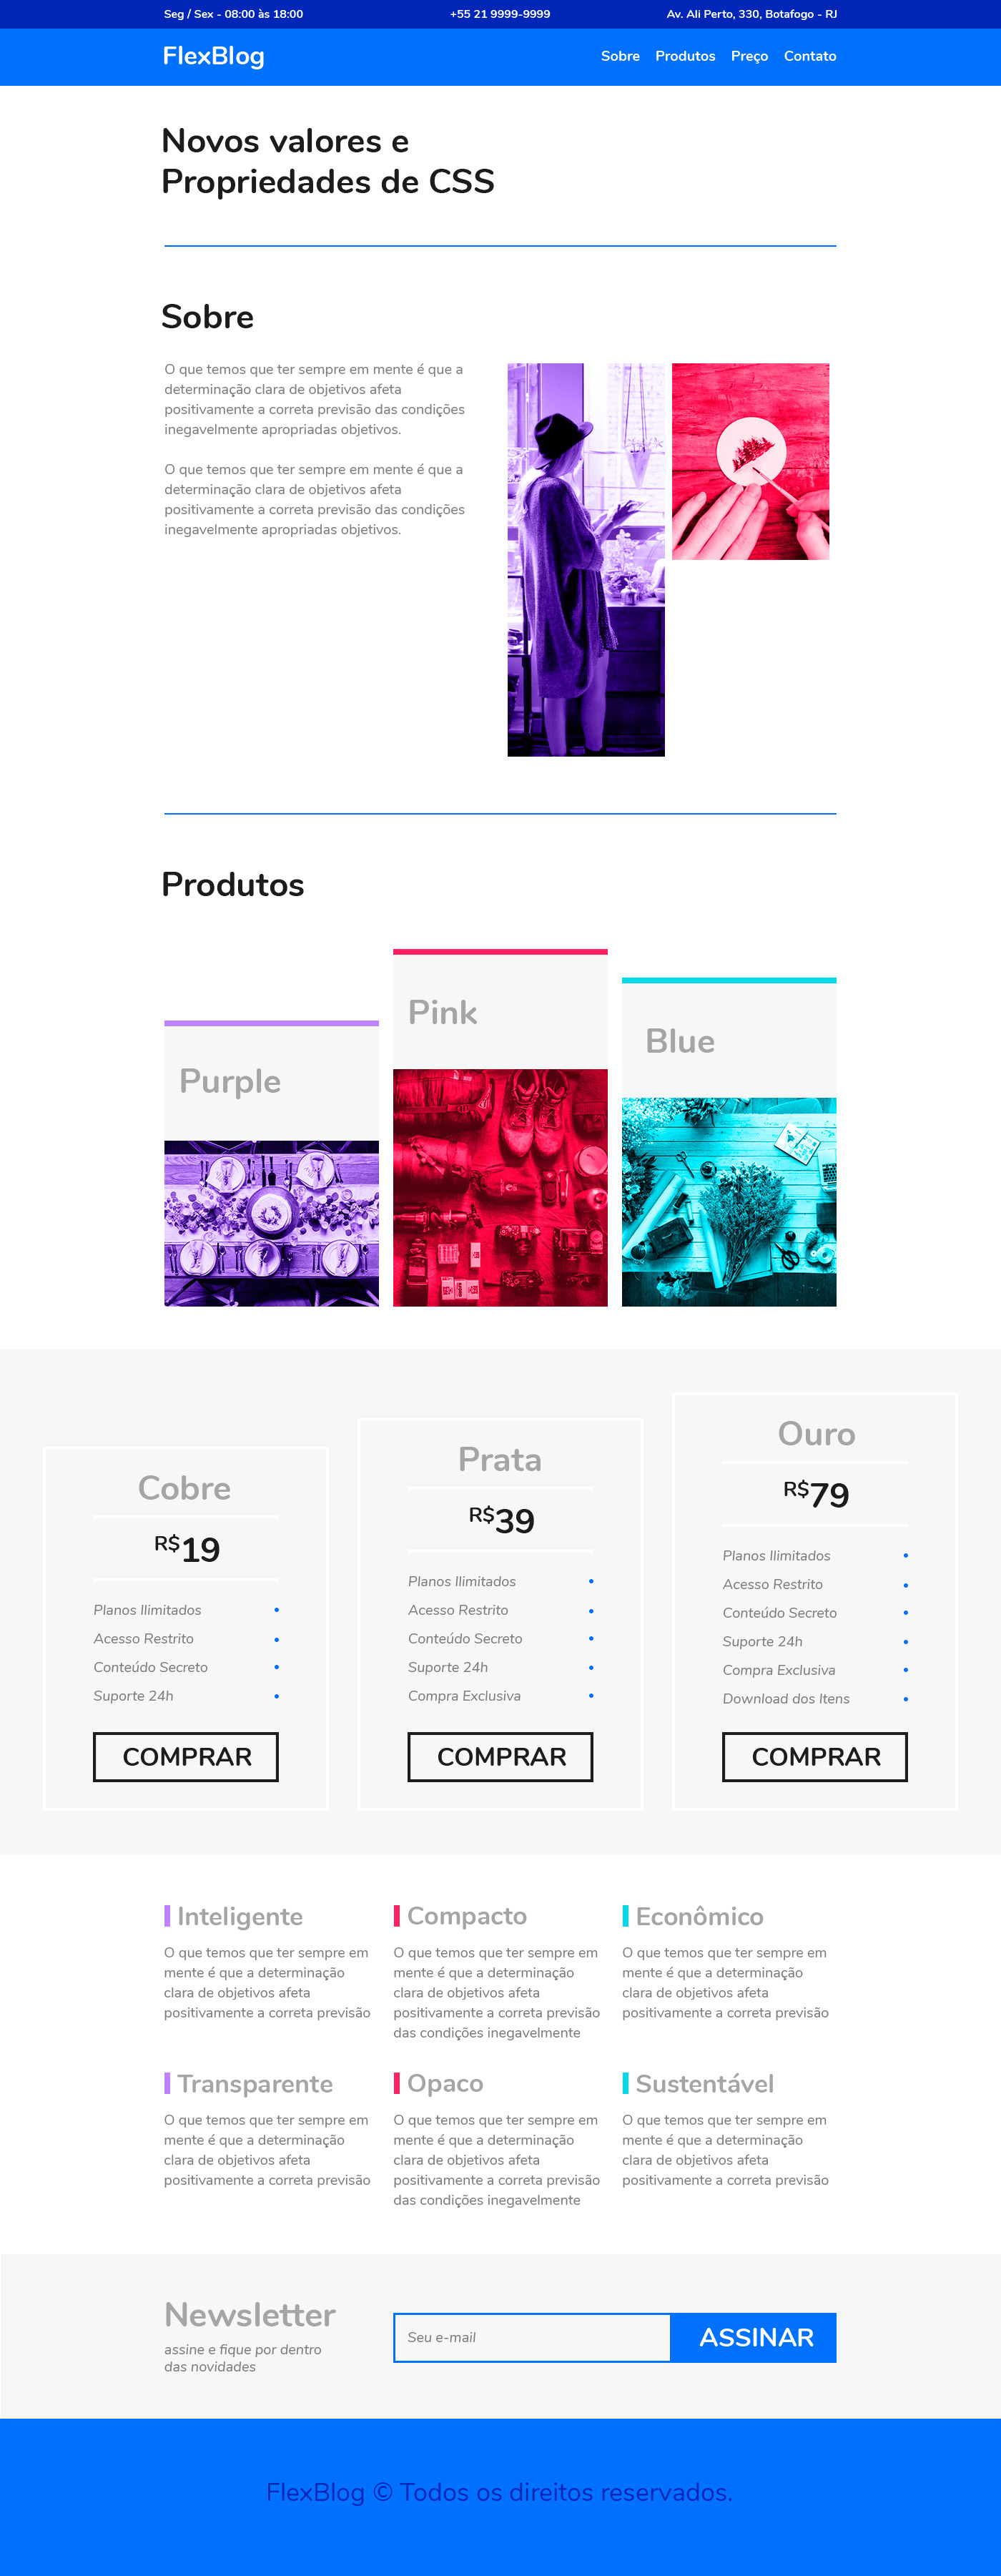 Seg / Sex - 08:00 às 18:00
+55 21 9999-9999
Av. Ali Perto, 330, Botafogo - RJ
FlexBlog
Sobre
Produtos
Preço
Contato
Novos valores e
Propriedades de CSS
Sobre
O que temos que ter sempre em mente é que a
determinação clara de objetivos afeta
positivamente a correta previsão das condições
inegavelmente apropriadas objetivos.
O que temos que ter sempre em mente é que a
determinação clara de objetivos afeta
positivamente a correta previsão das condições
inegavelmente apropriadas objetivos.
Produtos
Purple
Pink
Blue
Cobre
R$19
Planos Ilimitados
Acesso Restrito
Conteúdo Secreto
Suporte 24h
COMPRAR
Prata
R$39
Planos Ilimitados
Acesso Restrito
Conteúdo Secreto
Suporte 24h
Compra Exclusiva
COMPRAR
Ouro
R$79
Planos Ilimitados
Acesso Restrito
Conteúdo Secreto
Suporte 24h
Compra Exclusiva
Download dos Itens
COMPRAR
Inteligente
O que temos que ter sempre em
mente é que a determinação
clara de objetivos afeta
positivamente a correta previsão
Compacto
O que temos que ter sempre em
mente é que a determinação
clara de objetivos afeta
positivamente a correta previsão
das condições inegavelmente
Econômico
O que temos que ter sempre em
mente é que a determinação
clara de objetivos afeta
positivamente a correta previsão
Transparente
O que temos que ter sempre em
mente é que a determinação
clara de objetivos afeta
positivamente a correta previsão
Opaco
O que temos que ter sempre em
mente é que a determinação
clara de objetivos afeta
positivamente a correta previsão
das condições inegavelmente
Sustentável
O que temos que ter sempre em
mente é que a determinação
clara de objetivos afeta
positivamente a correta previsão
Newsletter
assine e fique por dentro
das novidades
Seu e-mail
ASSINAR
FlexBlog © Todos os direitos reservados.